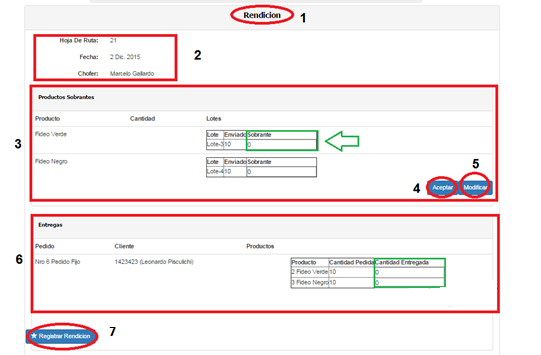 Rendicion 1
Hoja De Ruta: 21
Fecha: 2 Dic. 2015
Chofer: Marcelo Gallardo
2
Productos Sobrantes
Producto Cantidad Lotes
Fideo Verde
Lote Enviado Sobrante
Lote-3 10 0
3
Fideo Negro
Lote Enviado Sobrante
Lote-4 10 0
5
4 Aceptar Modificar
Entregas
Pedido Cliente Productos
6 Nro 6 Pedido Fijo 1423423 (Leonardo Pisculichi)
Producto Cantidad Pedida Cantidad Entregada
2 Fideo Verde 10 0
3 Fideo Negro 10 0
Registrar Rendicion 7